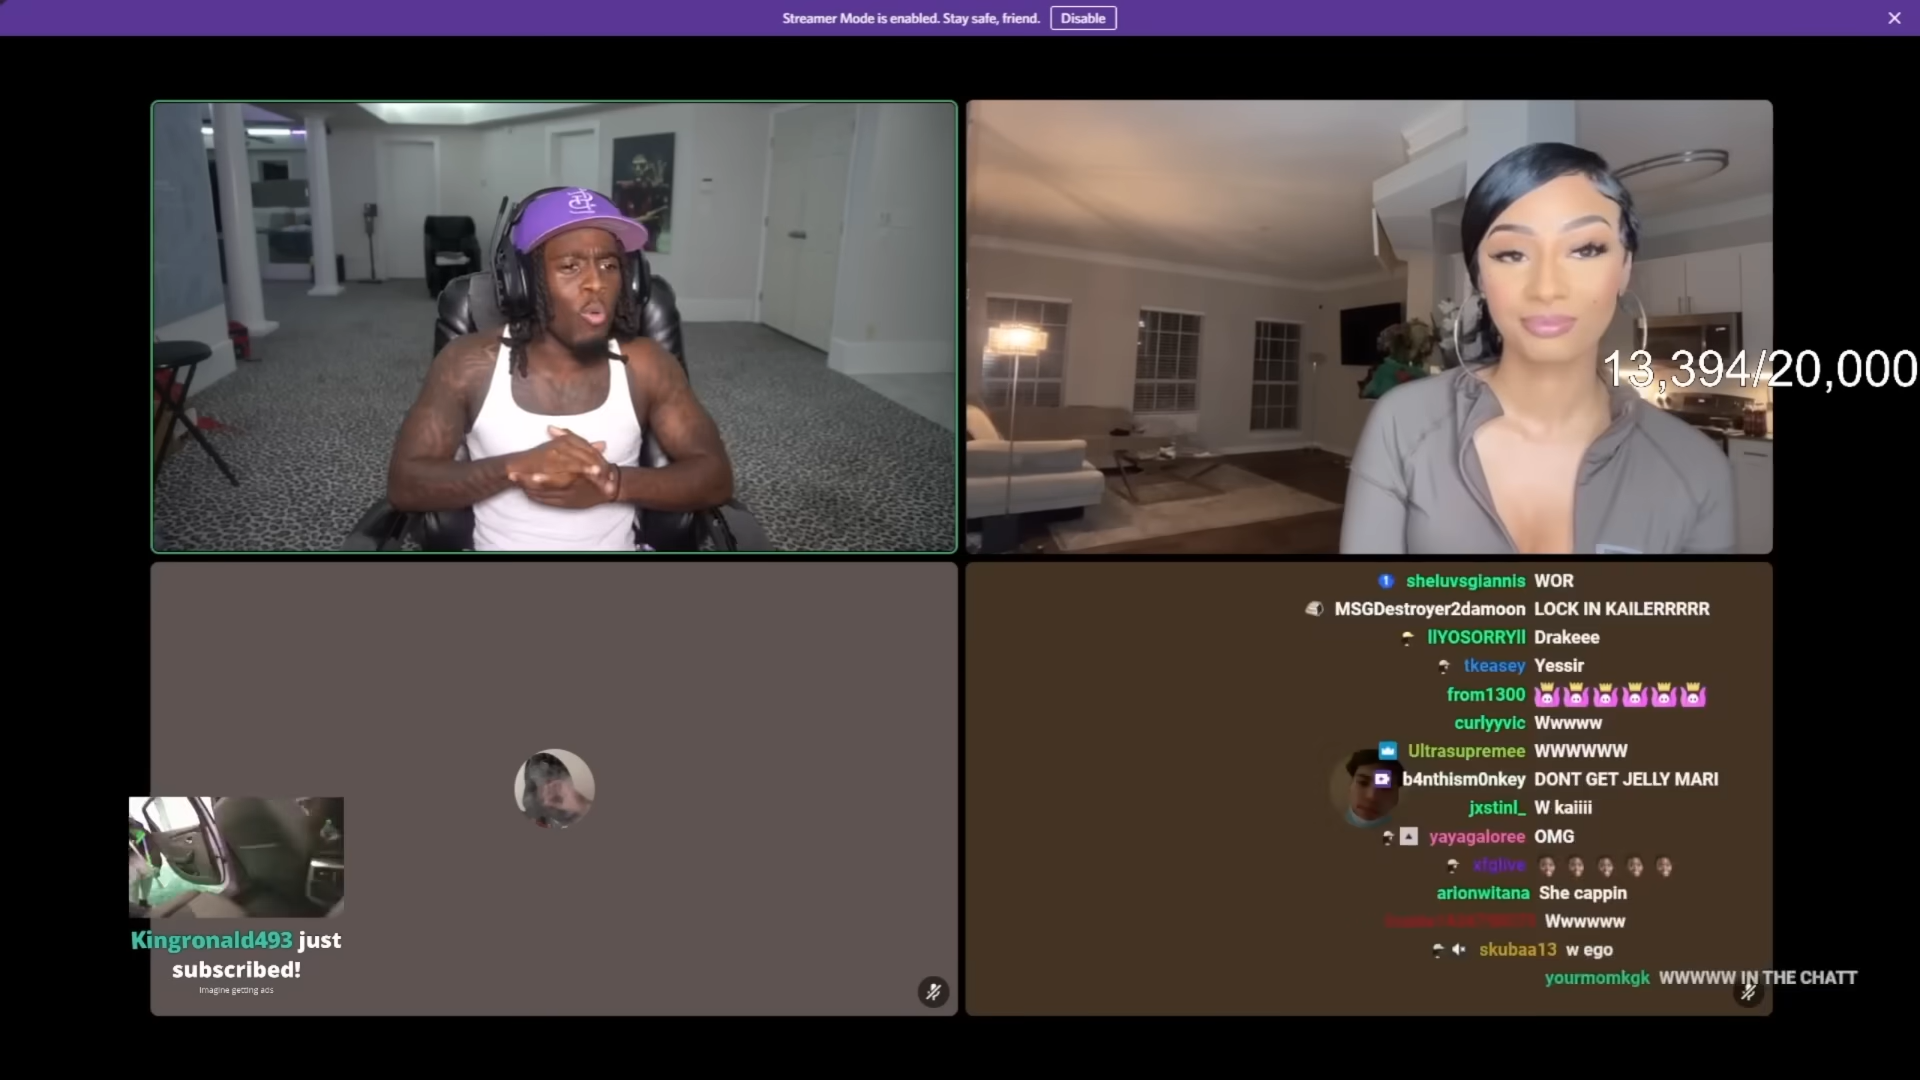 Streamer Mode is enabled. Stay safe, friend. Disable
13,394/20,000
sheluvsgiannis WOR
MSGDestroyer2damoon LOCK IN KAILERRRRR
llYOSORRYll Drakeee
tkeasey Yessir
from1300
curlyyvic Wwwww
Ultrasupremee WWWWWW
b4nthism0nkey DONT GET JELLY MARI
jxstinl_ W kaiiii
yayagaloree OMG
xfqlive
arionwitana She cappin
Wwwwww
skubaa13 w ego
yourmomkgk WWWWW IN THE CHATT
Kingronald493 just
subscribed!
Imagine getting ads